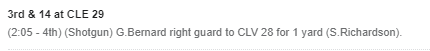 3rd & 14 at CLE 29
(2:05 - 4th) (Shotgun) G.Bernard right guard to CLV 28 for 1 yard (S.Richardson).